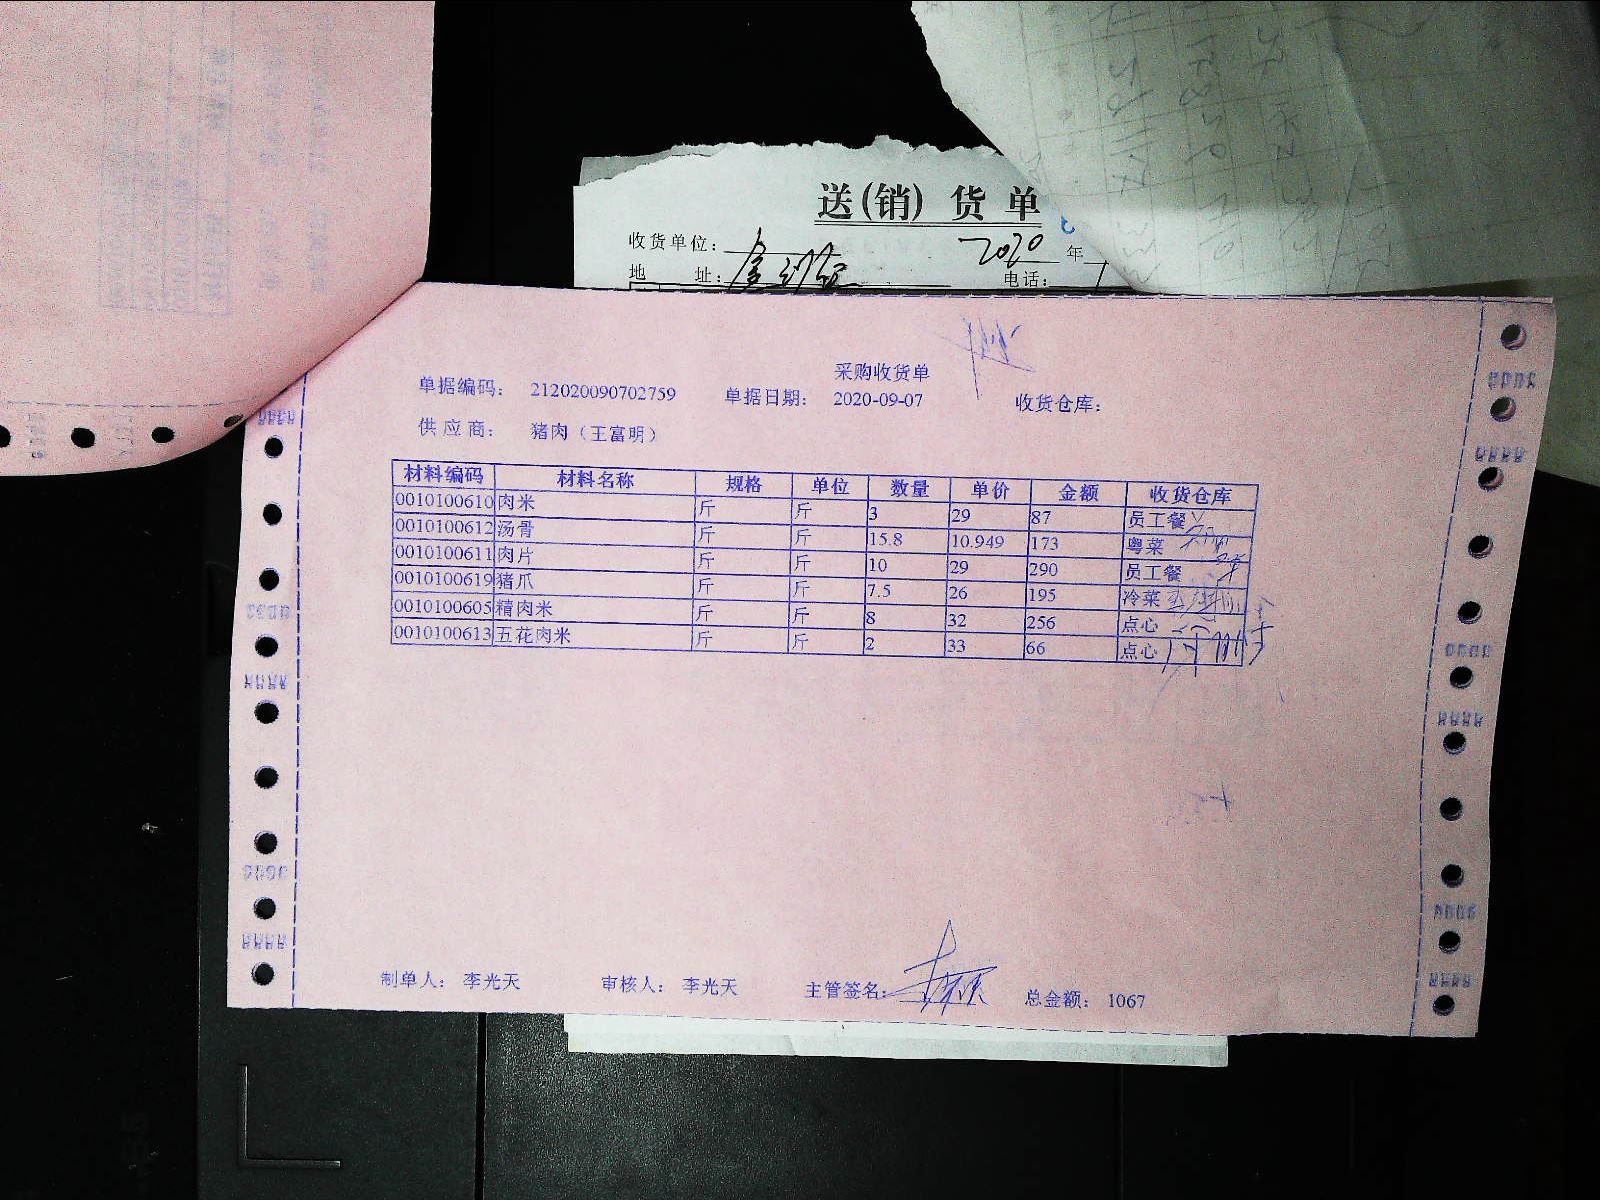 送(销) 货 单
收货单位:
2020 年
地 址:
电话:
采购收货单
单据编码: 212020090702759 单据日期: 2020-09-07 收货仓库:
供应商: 猪肉（王富明）
材料编码 材料名称 规格 单位 数量 单价 金额 收货仓库
0010100610 肉米 斤 斤 3 29 87 员工餐
0010100612 汤骨 斤 斤 15.8 10.949 173 粤菜
0010100611 肉片 斤 斤 10 29 290 员工餐
0010100619 猪爪 斤 斤 7.5 26 195 冷菜
0010100605 精肉米 斤 斤 8 32 256 点心
0010100613 五花肉米 斤 斤 2 33 66 点心
制单人: 李光天 审核人: 李光天 主管签名: 总金额: 1067